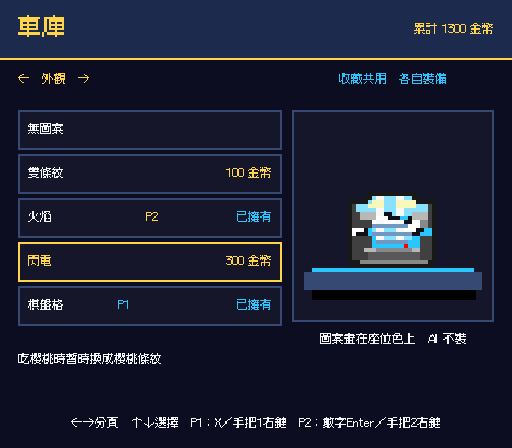 車庫
累計 1300 金幣
← 外觀 →
收藏共用 各自裝備
無圖案
雙條紋 100 金幣
火焰 P2 已擁有
閃電 300 金幣
棋盤格 P1 已擁有
圖案畫在座位色上 AI 不裝
吃櫻桃時暫時換成櫻桃條紋
←→分頁 ↑↓選擇 P1：X／手把1右鍵 P2：數字Enter／手把2右鍵